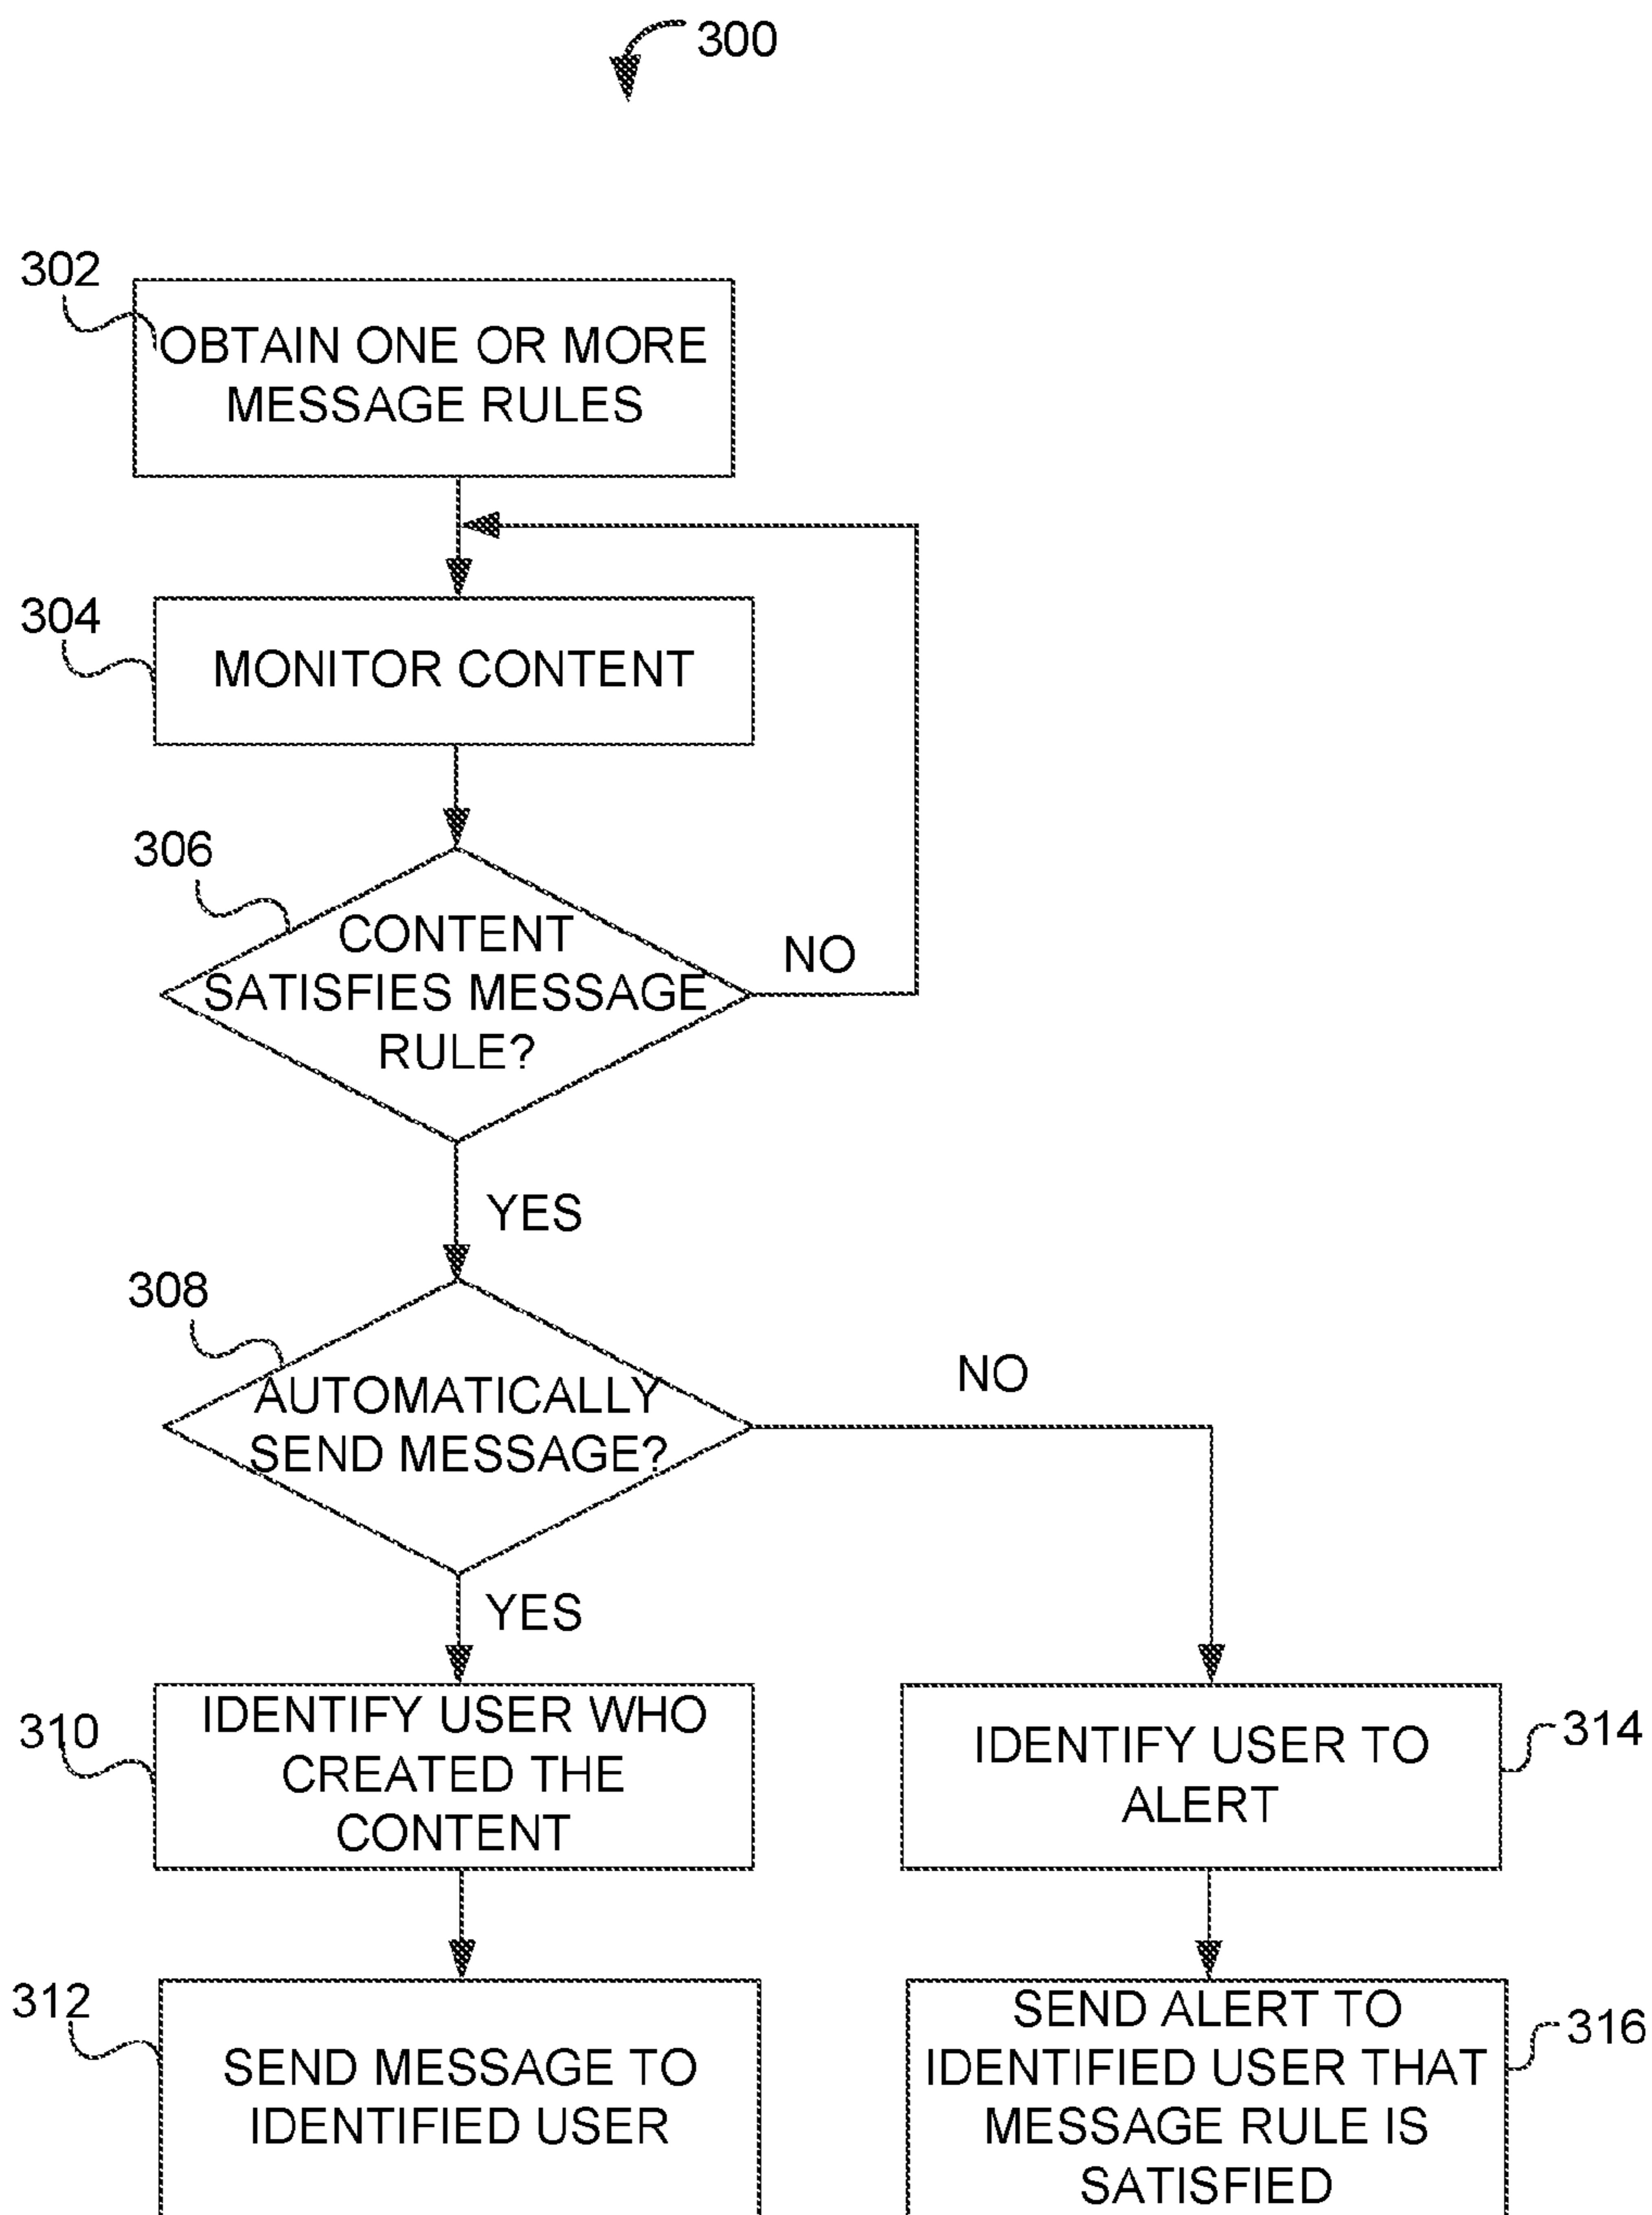 300
302
OBTAIN ONE OR MORE
MESSAGE RULES
304
MONITOR CONTENT
306
CONTENT
SATISFIES MESSAGE
RULE?
NO
YES
308
AUTOMATICALLY
SEND MESSAGE?
NO
YES
310
IDENTIFY USER WHO
CREATED THE
CONTENT
IDENTIFY USER TO
ALERT
314
312
SEND MESSAGE TO
IDENTIFIED USER
SEND ALERT TO
IDENTIFIED USER THAT
MESSAGE RULE IS
SATISFIED
316